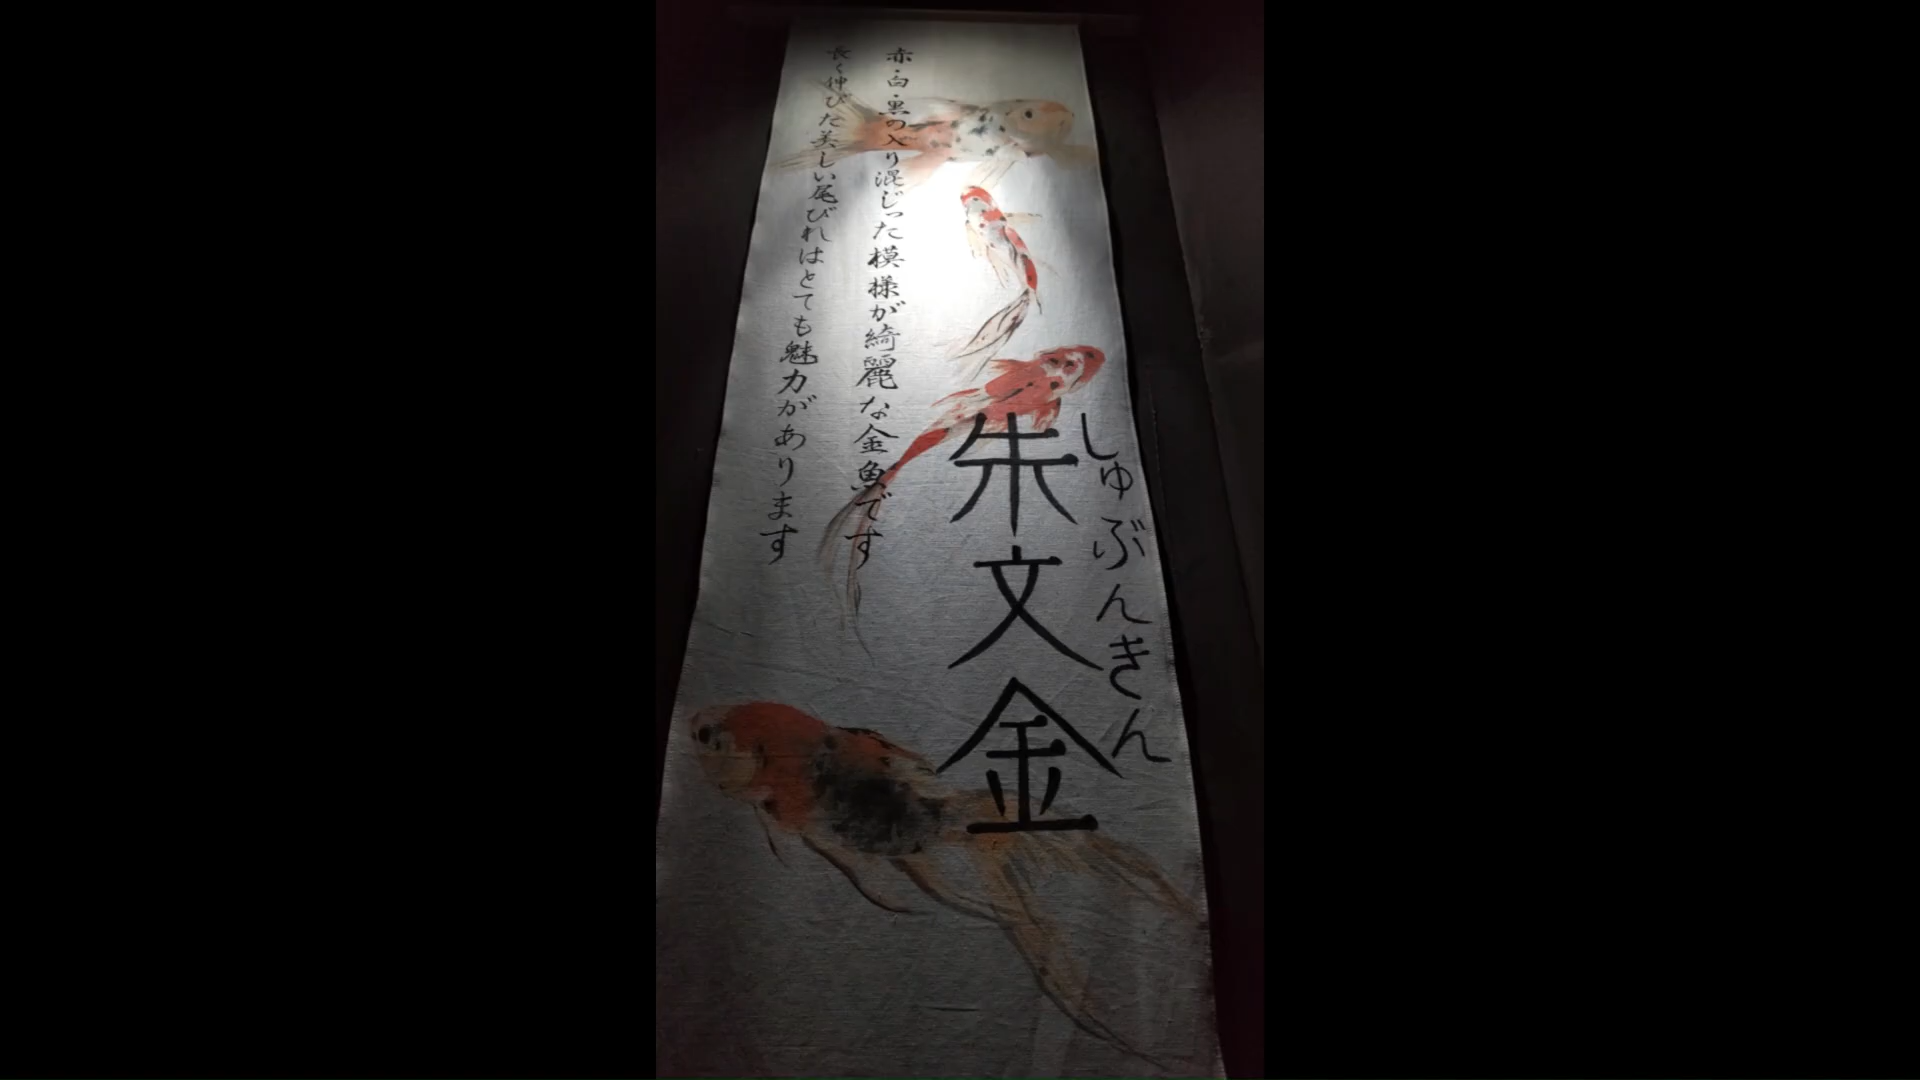 しゅぶんきん
朱文金
赤・白・黒の入り混じった模様が綺麗な金魚です
長く伸びた美しい尾びれはとても魅力があります